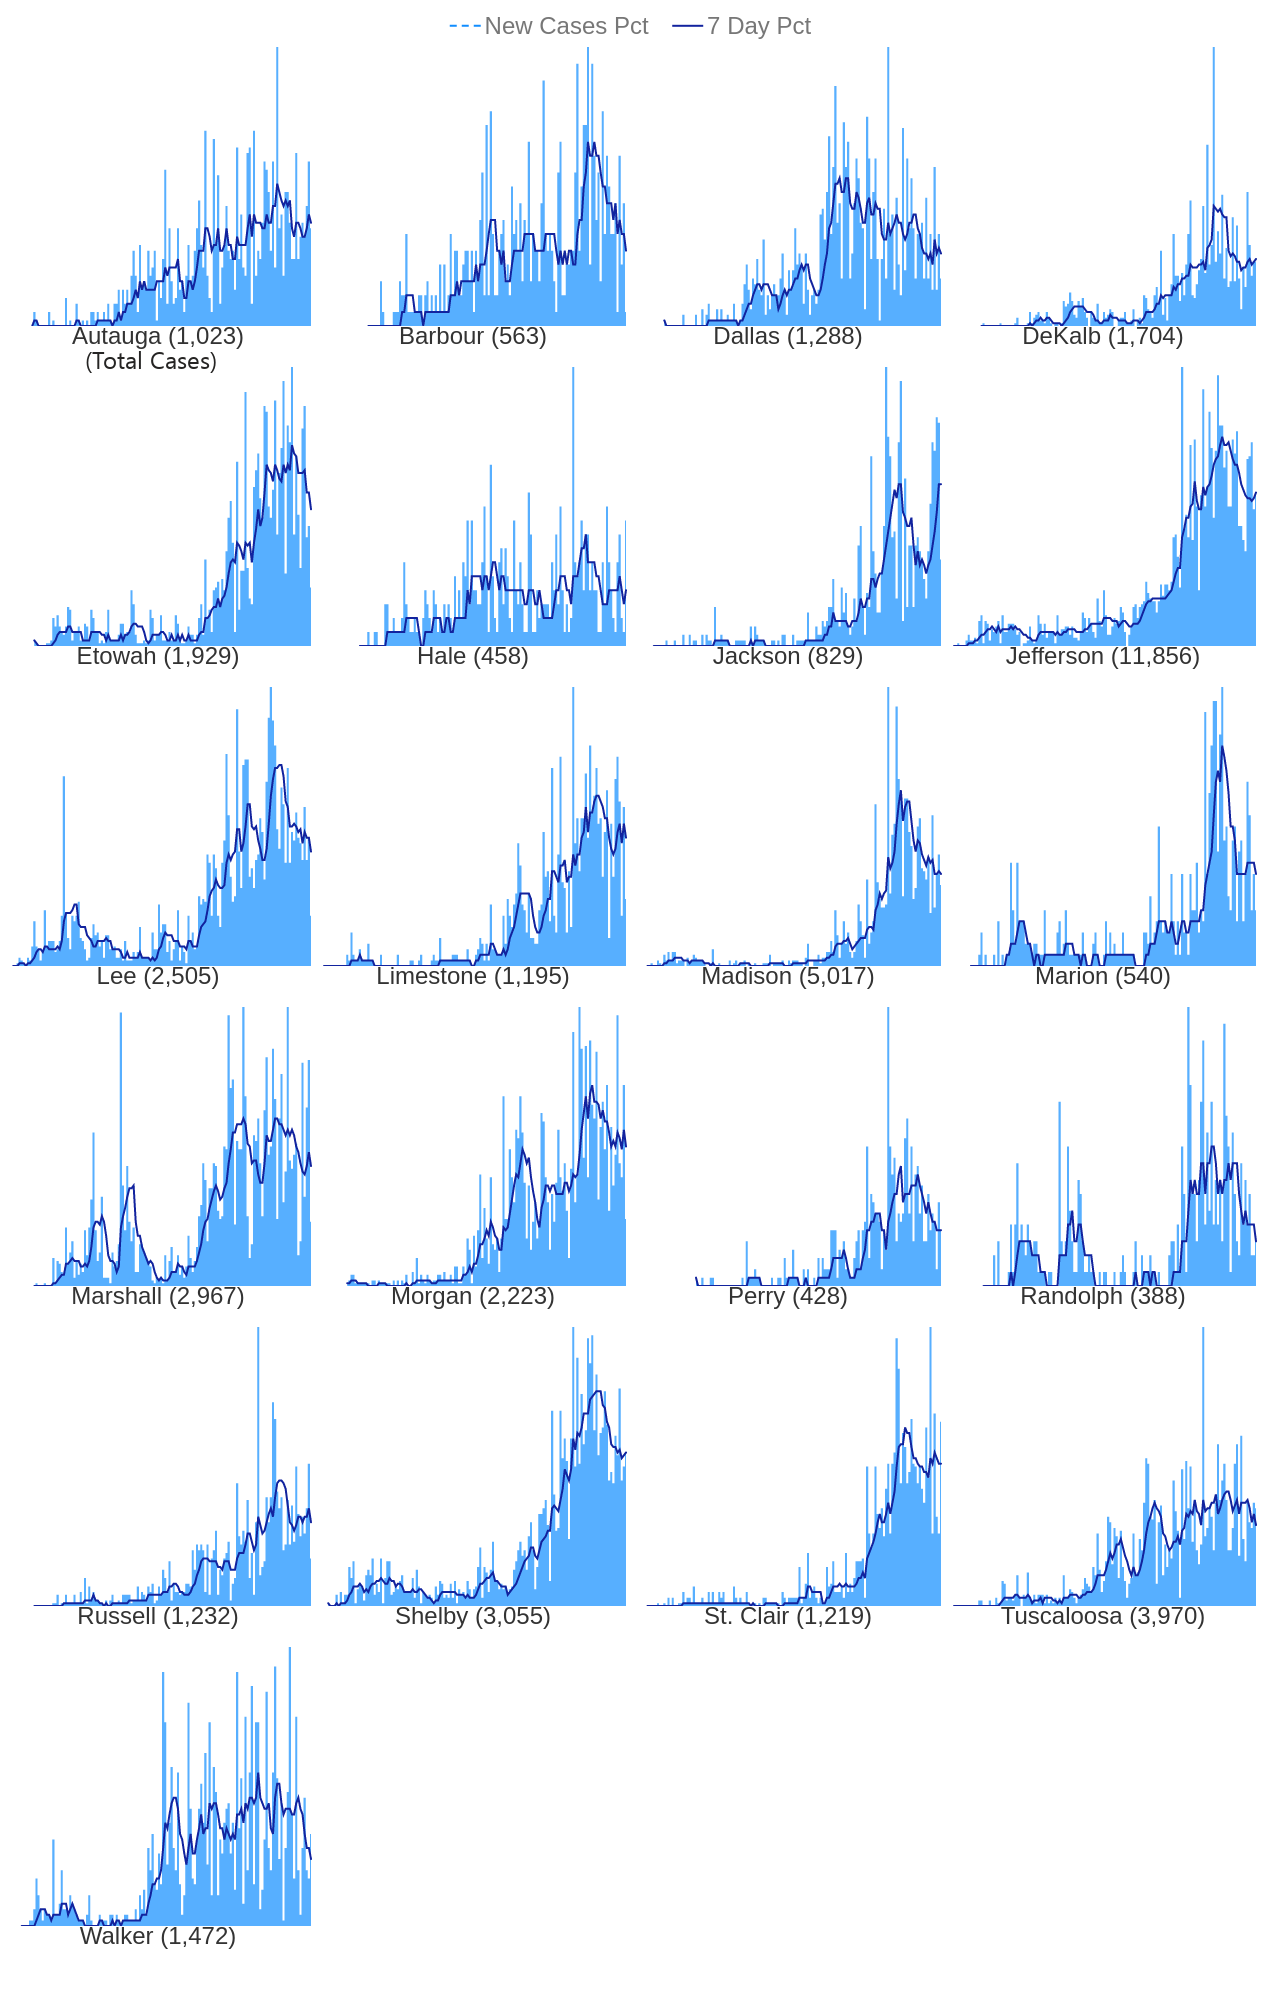 New Cases Pct 7 Day Pct
Autauga (1,023) Barbour (563) Dallas (1,288) DeKalb (1,704)
(Total Cases)
Etowah (1,929) Hale (458) Jackson (829) Jefferson (11,856)
Lee (2,505) Limestone (1,195) Madison (5,017) Marion (540)
Marshall (2,967) Morgan (2,223) Perry (428) Randolph (388)
Russell (1,232) Shelby (3,055) St. Clair (1,219) Tuscaloosa (3,970)
Walker (1,472)